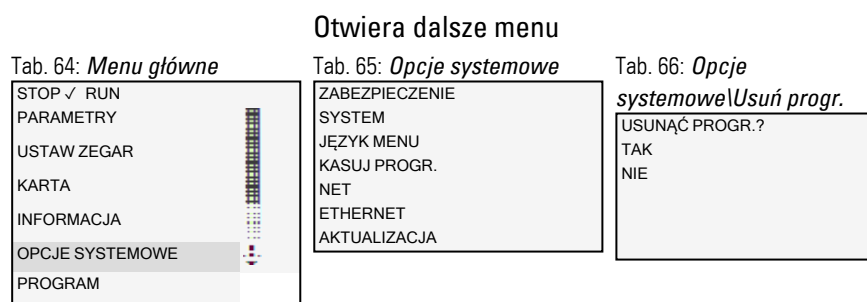 Otwiera dalsze menu
Tab. 64: Menu główne
STOP ✓ RUN
PARAMETRY
USTAW ZEGAR
KARTA
INFORMACJA
OPCJE SYSTEMOWE
PROGRAM
Tab. 65: Opcje systemowe
ZABEZPIECZENIE
SYSTEM
JĘZYK MENU
KASUJ PROGR.
NET
ETHERNET
AKTUALIZACJA
Tab. 66: Opcje
systemowe\Usuń progr.
USUNĄĆ PROGR.?
TAK
NIE